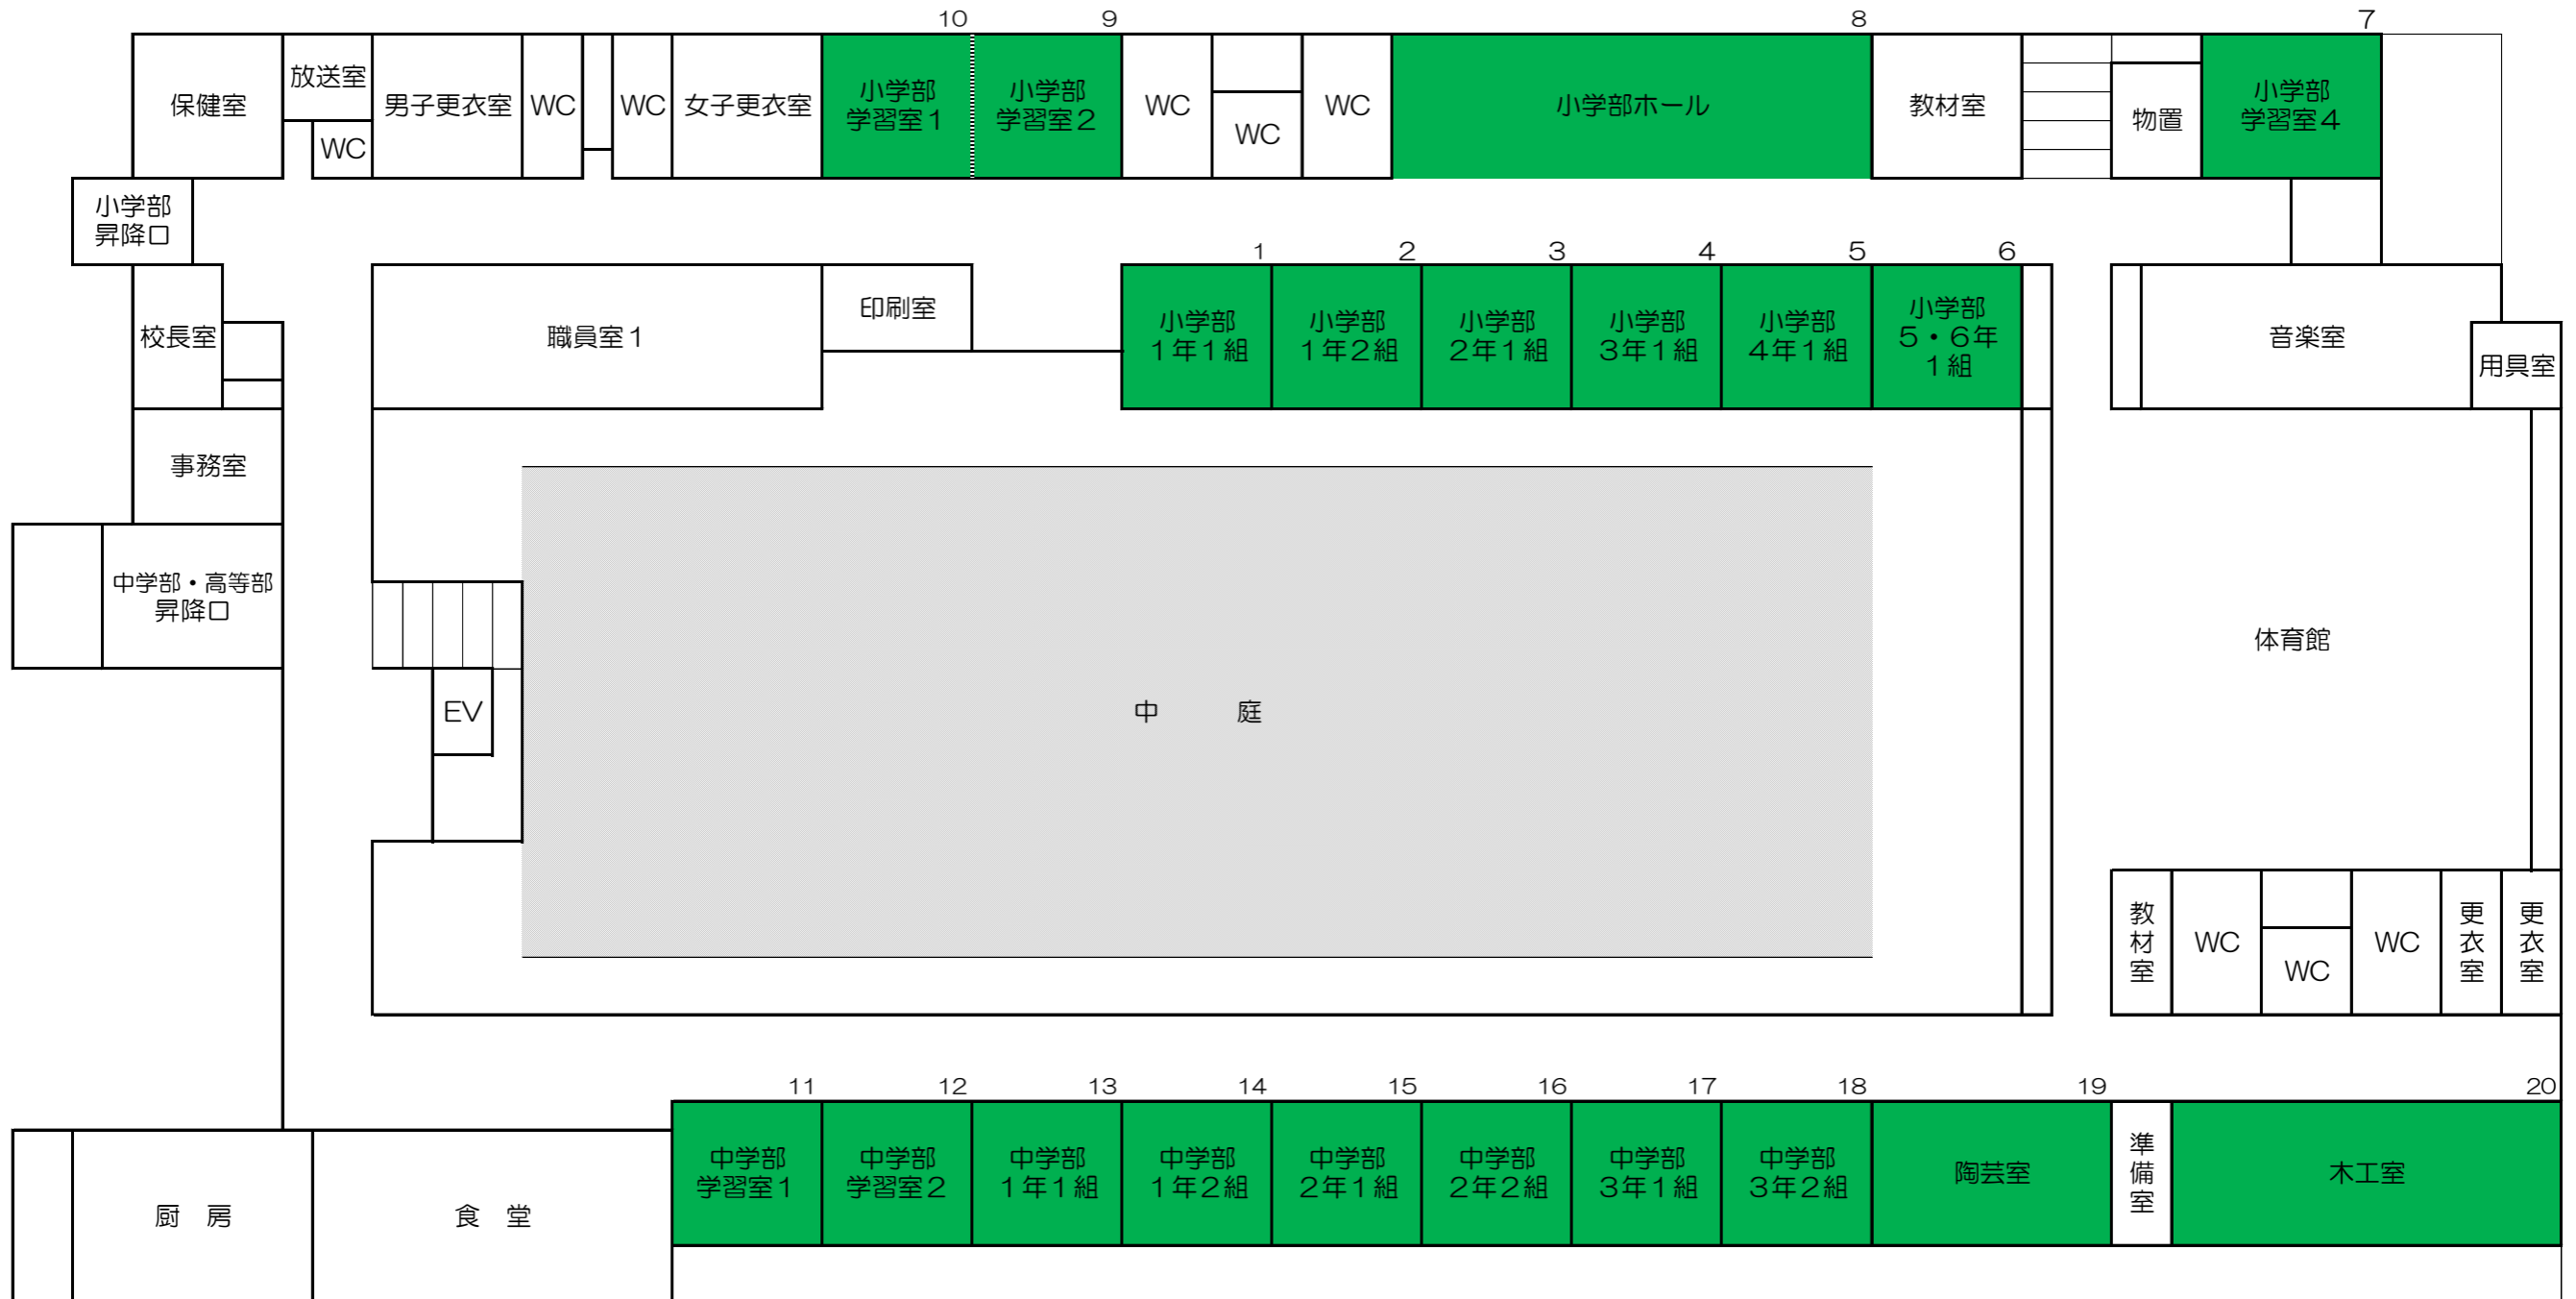 10
9
8
7
保健室
放送室
WC
男子更衣室
WC
WC
女子更衣室
小学部
学習室1
小学部
学習室2
WC
WC
WC
小学部ホール
教材室
物置
小学部
学習室4
小学部
昇降口
1
2
3
4
5
6
校長室
職員室1
印刷室
小学部
1年1組
小学部
1年2組
小学部
2年1組
小学部
3年1組
小学部
4年1組
小学部
5・6年
1組
音楽室
用具室
事務室
中学部・高等部
昇降口
EV
中 庭
体育館
教材室
WC
WC
WC
更衣室
更衣室
11
12
13
14
15
16
17
18
19
20
厨 房
食 堂
中学部
学習室1
中学部
学習室2
中学部
1年1組
中学部
1年2組
中学部
2年1組
中学部
2年2組
中学部
3年1組
中学部
3年2組
陶芸室
準備室
木工室